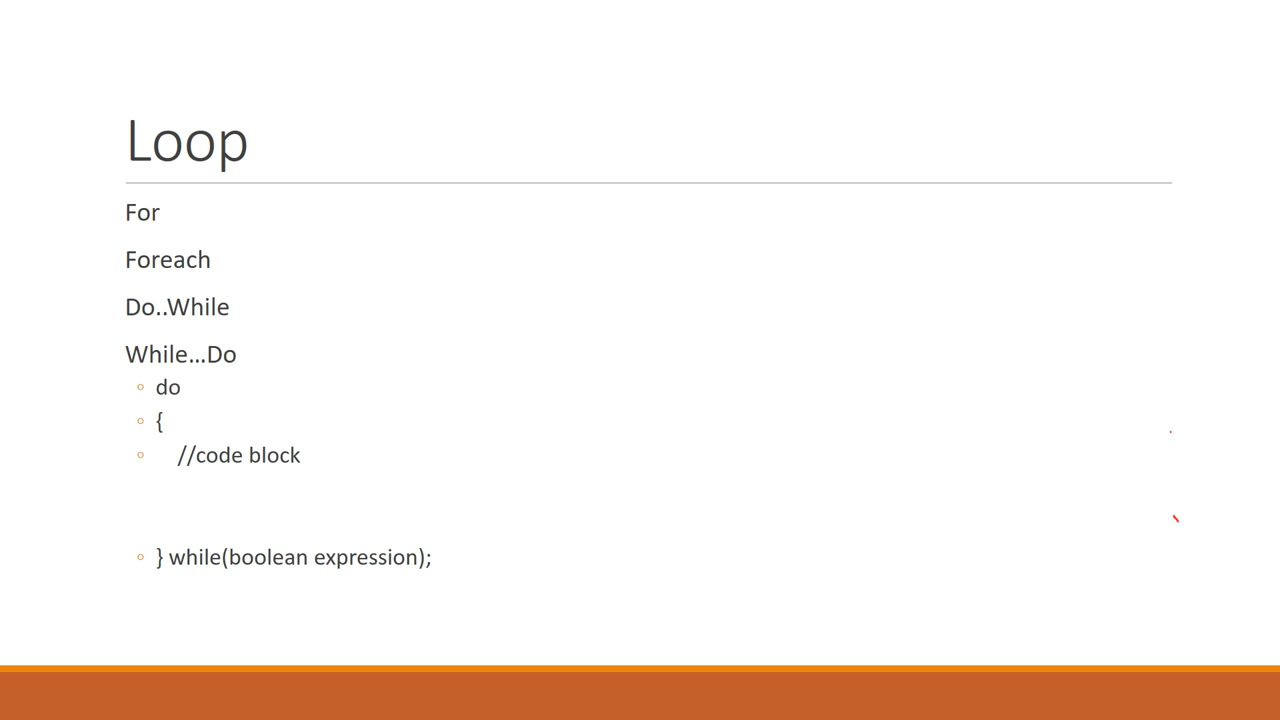 Loop
For
Foreach
Do..While
While...Do
do
{
//code block
} while(boolean expression);